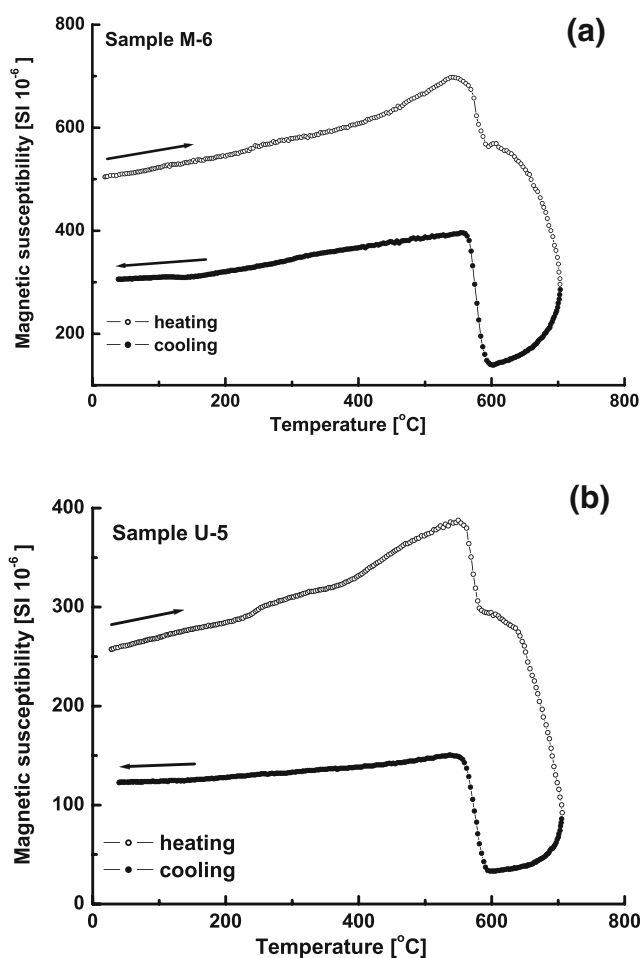 (a)
Sample M-6
Magnetic susceptibility [SI 10⁻⁶ ]
800
600
400
200
—○— heating
—●— cooling
0 200 400 600 800
Temperature [°C]
(b)
Sample U-5
Magnetic susceptibility [SI 10⁻⁶ ]
400
300
200
100
0
—○— heating
—●— cooling
0 200 400 600 800
Temperature [°C]